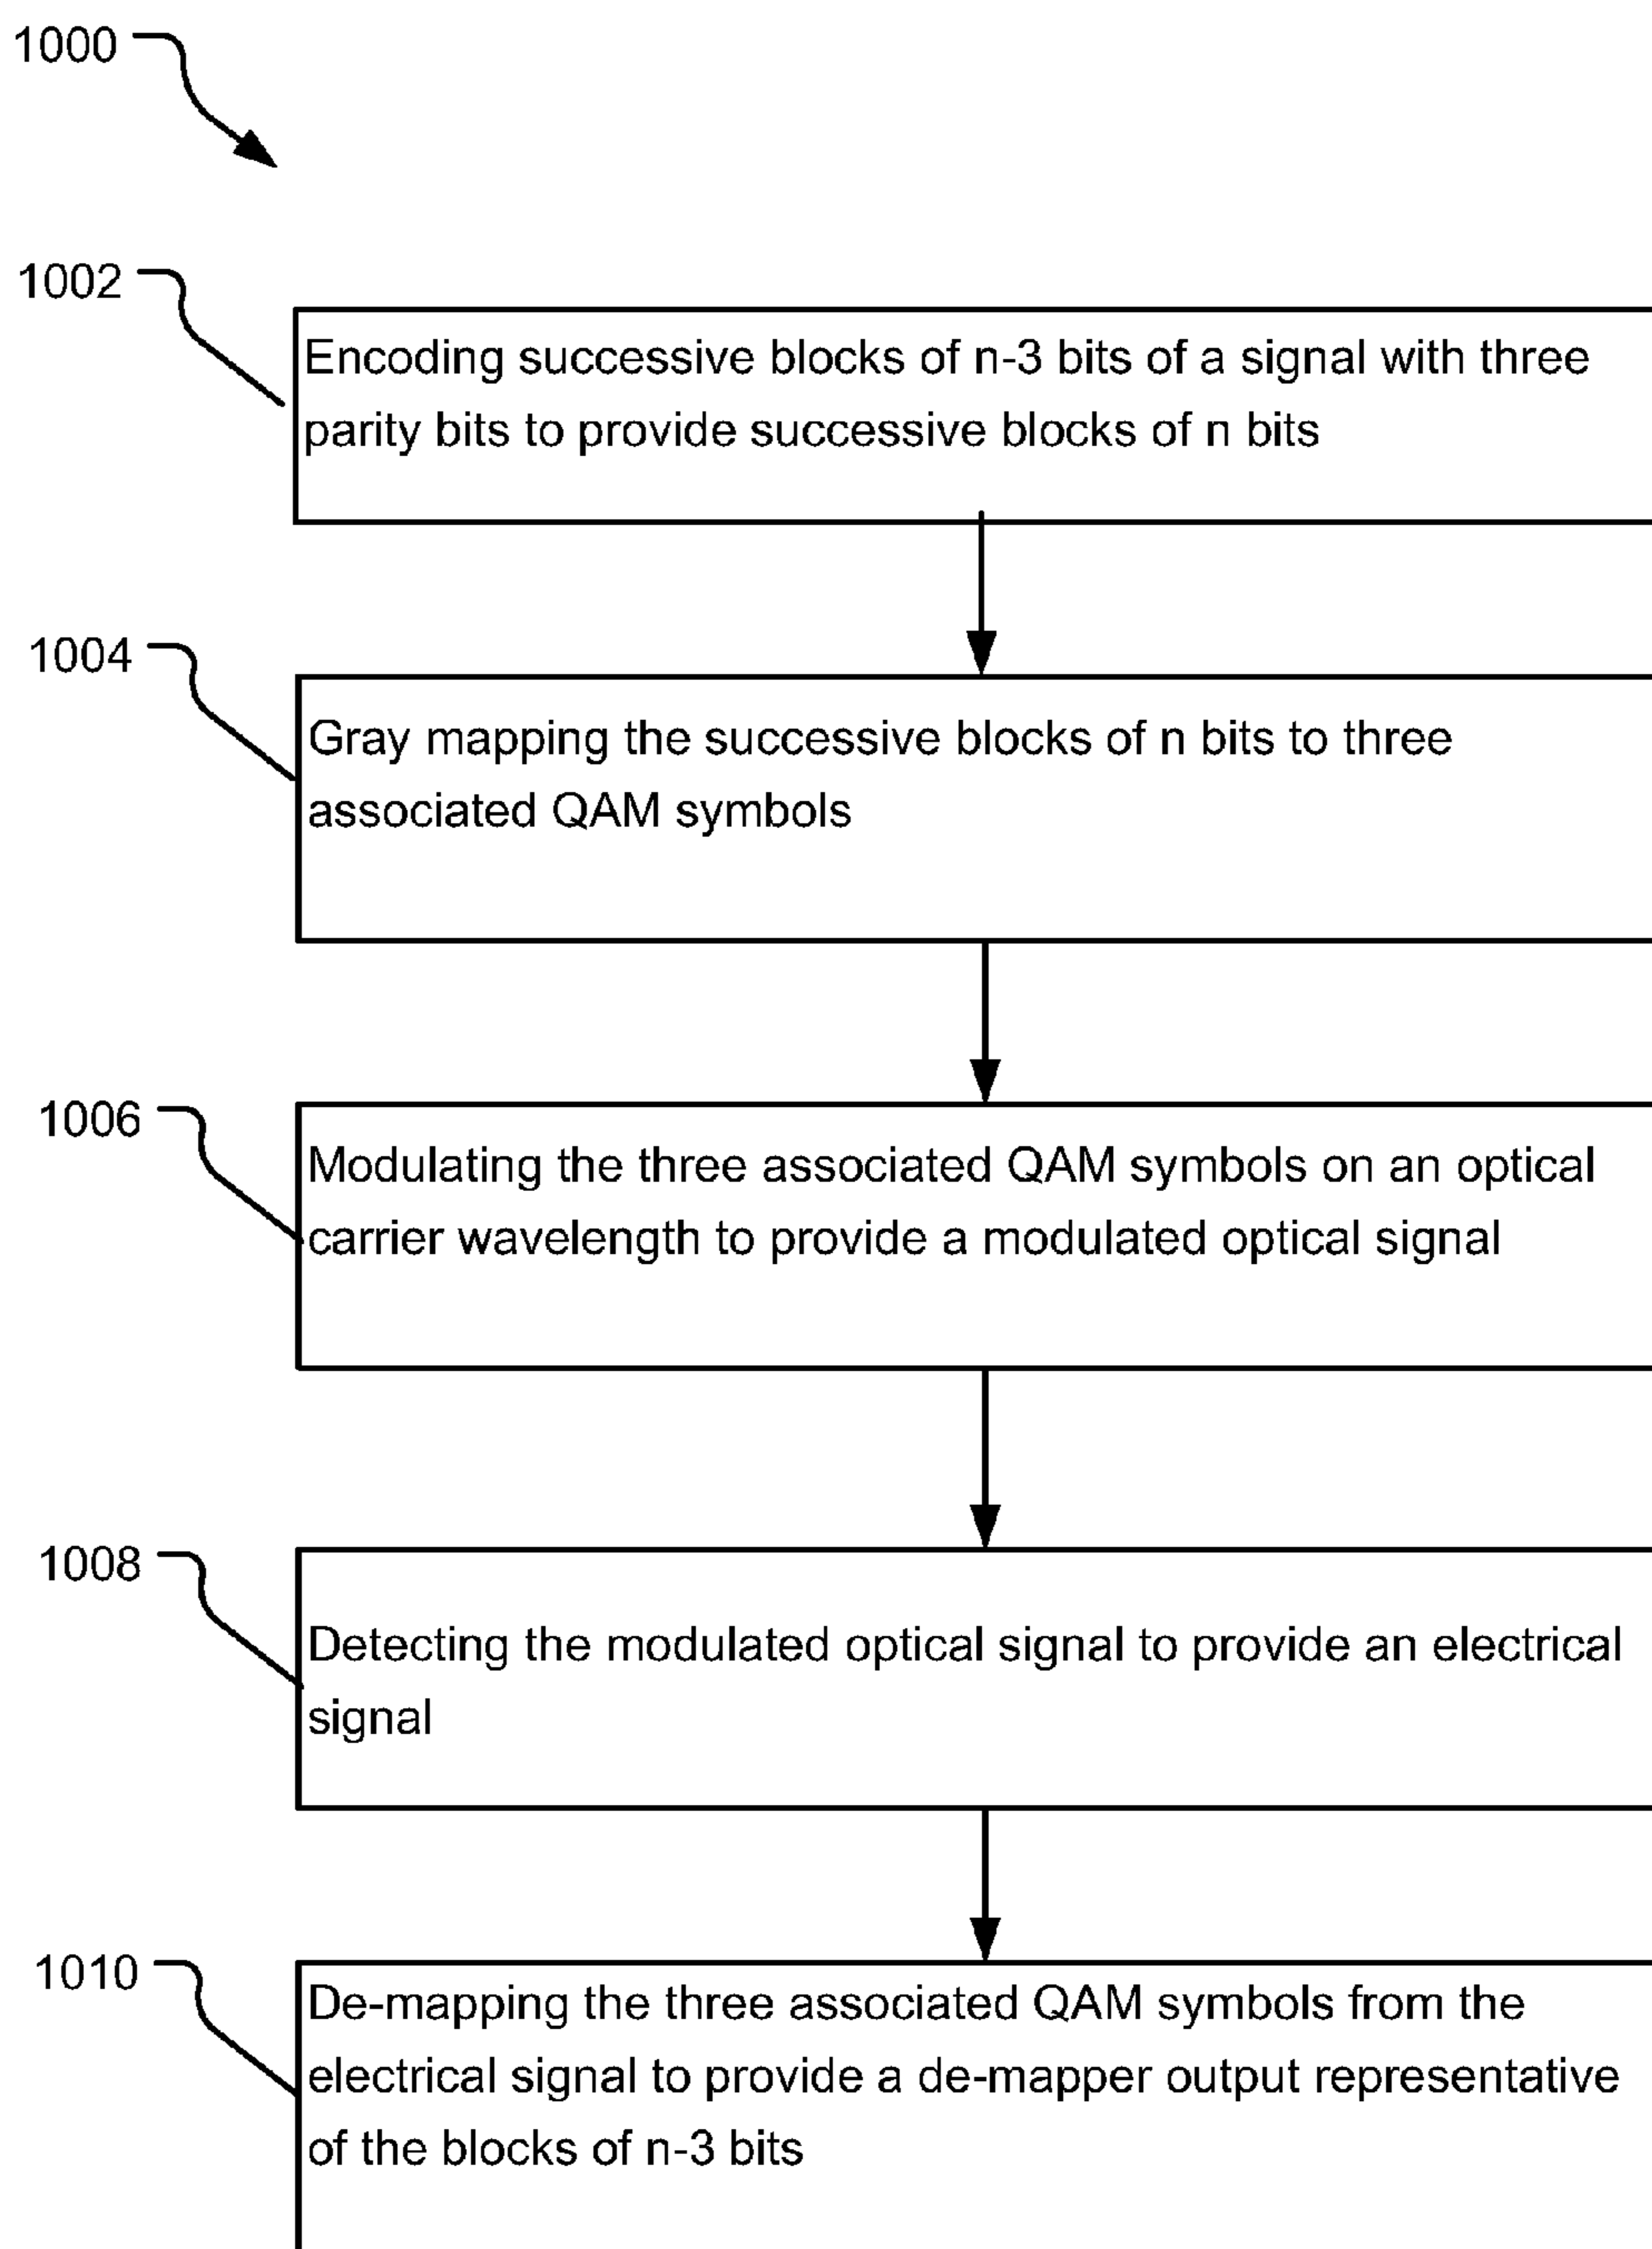 1000
1002
Encoding successive blocks of n-3 bits of a signal with three
parity bits to provide successive blocks of n bits
1004
Gray mapping the successive blocks of n bits to three
associated QAM symbols
1006
Modulating the three associated QAM symbols on an optical
carrier wavelength to provide a modulated optical signal
1008
Detecting the modulated optical signal to provide an electrical
signal
1010
De-mapping the three associated QAM symbols from the
electrical signal to provide a de-mapper output representative
of the blocks of n-3 bits